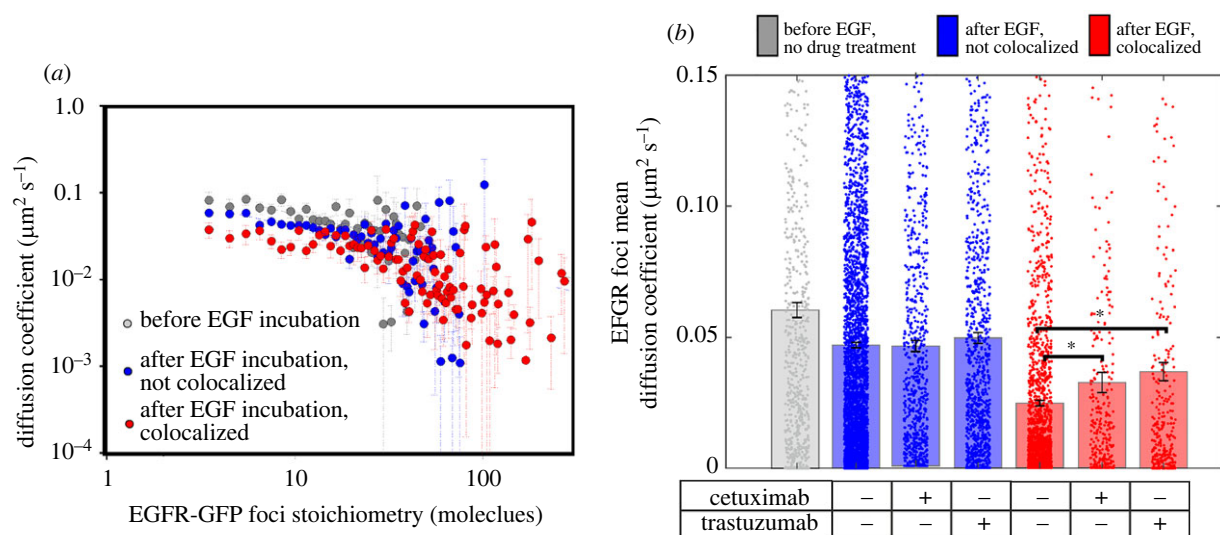 (a)
1.0
0.1
10–2
10–3
10–4
diffusion coefficient (μm2 s–1)
before EGF incubation
after EGF incubation,
not colocalized
after EGF incubation,
colocalized
1
10
100
EGFR-GFP foci stoichiometry (moleclues)
(b)
before EGF,
no drug treatment
after EGF,
not colocalized
after EGF,
colocalized
0.15
0.10
0.05
0
EFGR foci mean
diffusion coefficient (μm2 s–1)
*
*
cetuximab – + – – + –
trastuzumab – – + – – +